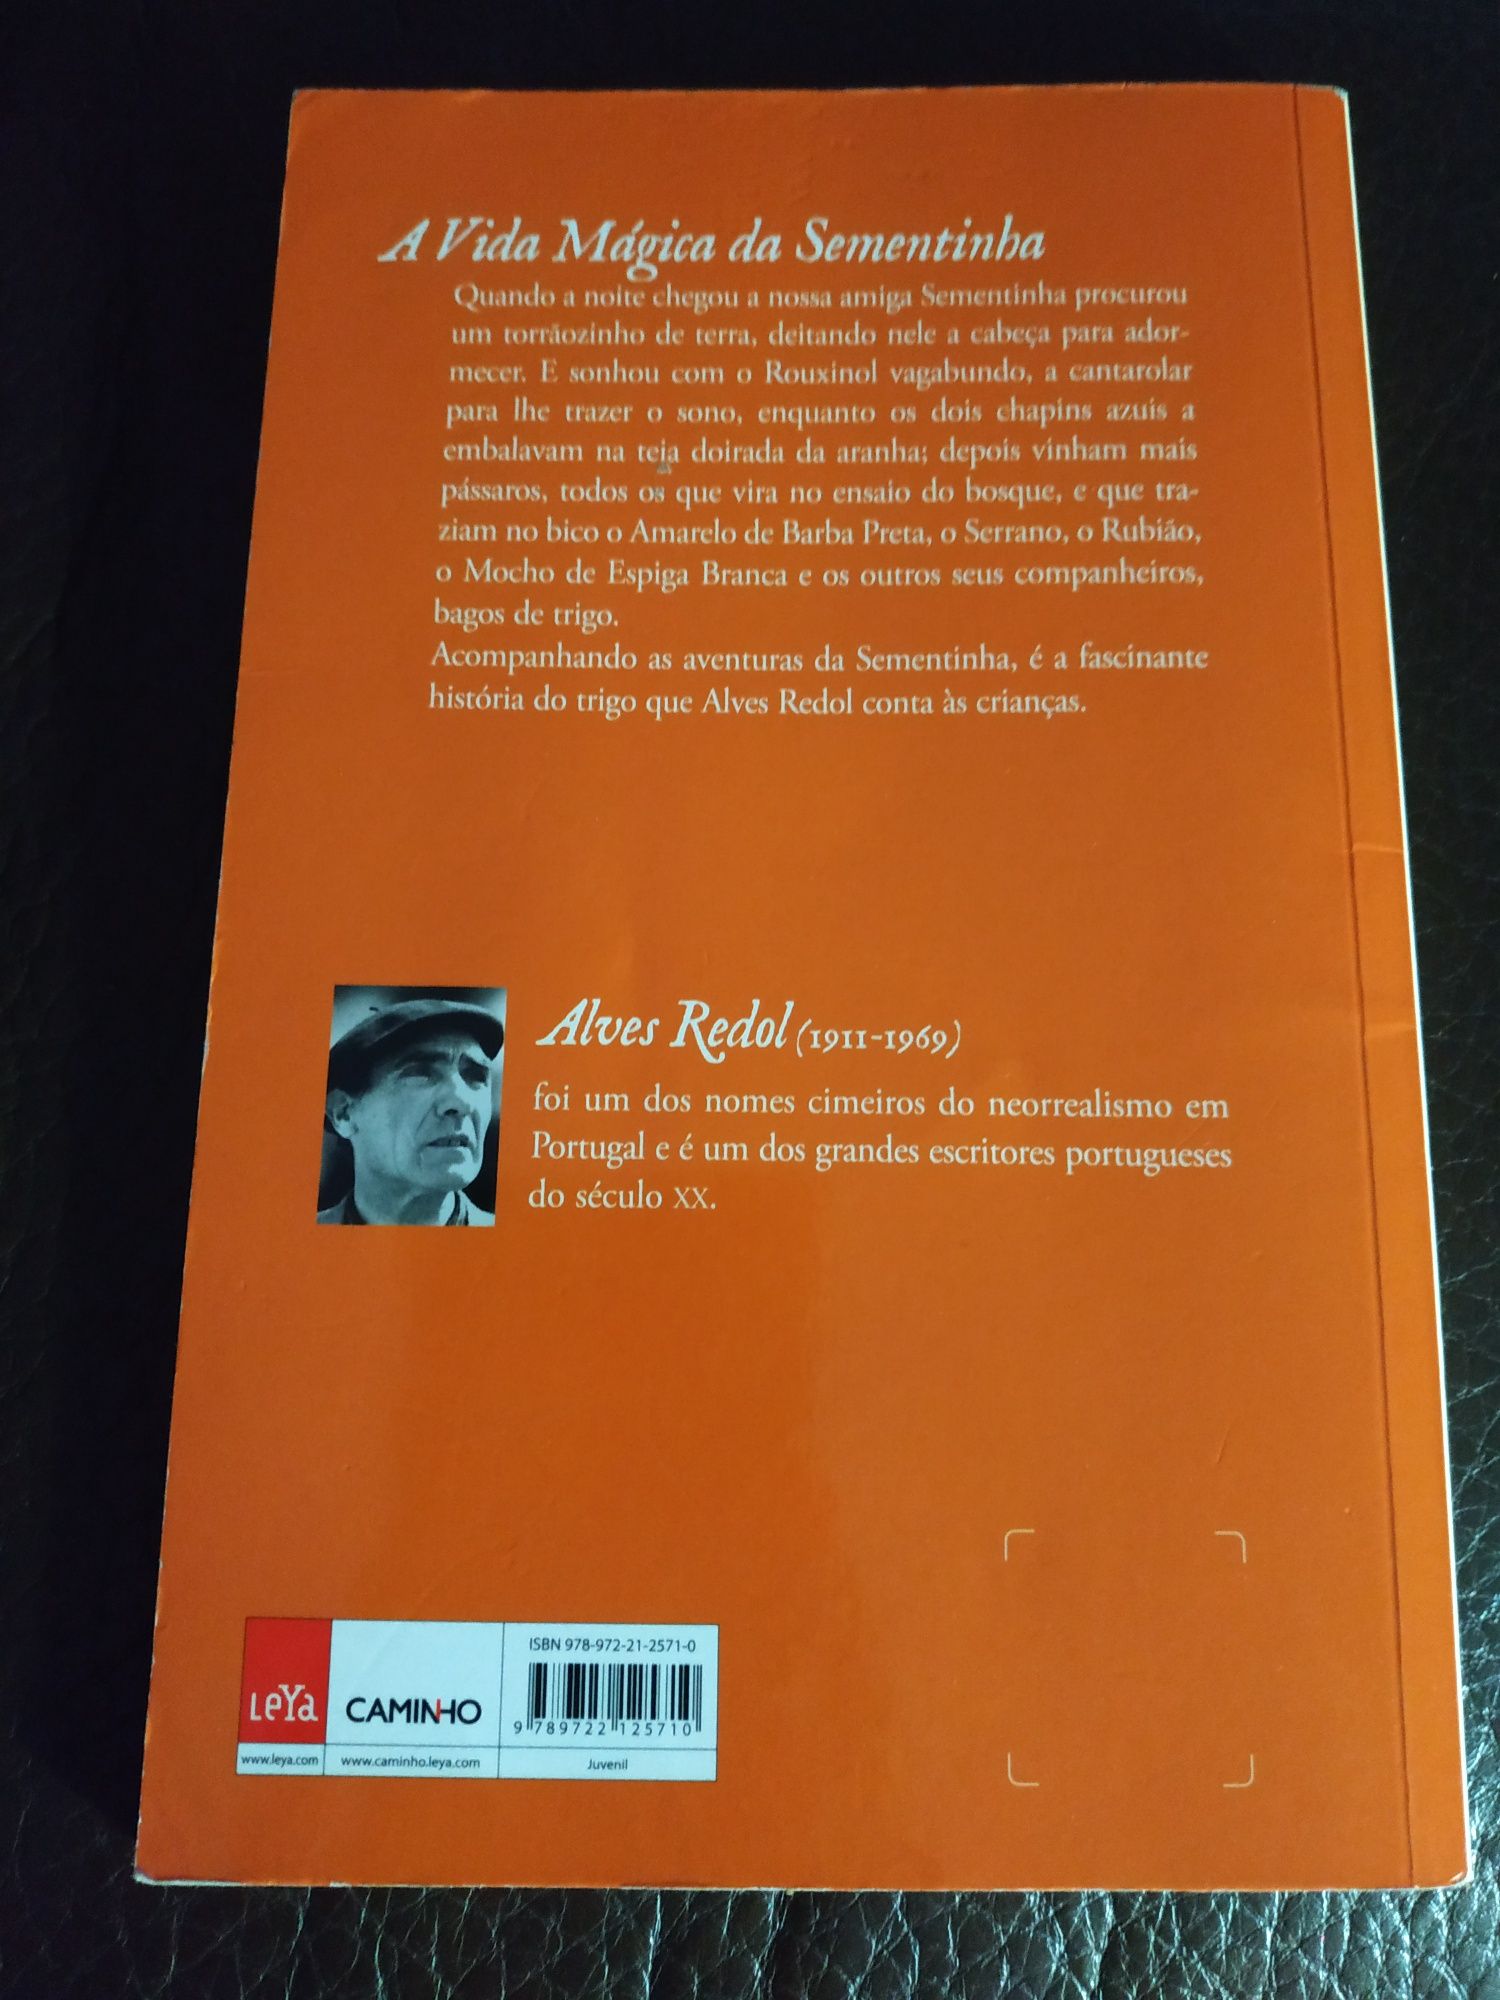 A Vida Mágica da Sementinha
Quando a noite chegou a nossa amiga Sementinha procurou
um torrãozinho de terra, deitando nele a cabeça para ador-
mecer. E sonhou com o Rouxinol vagabundo, a cantarolar
para lhe trazer o sono, enquanto os dois chapins azuis a
embalavam na teia doirada da aranha; depois vinham mais
pássaros, todos os que vira no ensaio do bosque, e que tra-
ziam no bico o Amarelo de Barba Preta, o Serrano, o Rubião,
o Mocho de Espiga Branca e os outros seus companheiros,
bagos de trigo.
Acompanhando as aventuras da Sementinha, é a fascinante
história do trigo que Alves Redol conta às crianças.
Alves Redol (1911-1969)
foi um dos nomes cimeiros do neorrealismo em
Portugal e é um dos grandes escritores portugueses
do século XX.
ISBN 978-972-21-2571-0
LeYa
CAMINHO
9 789722 125710
www.leya.com
www.caminho.leya.com
Juvenil